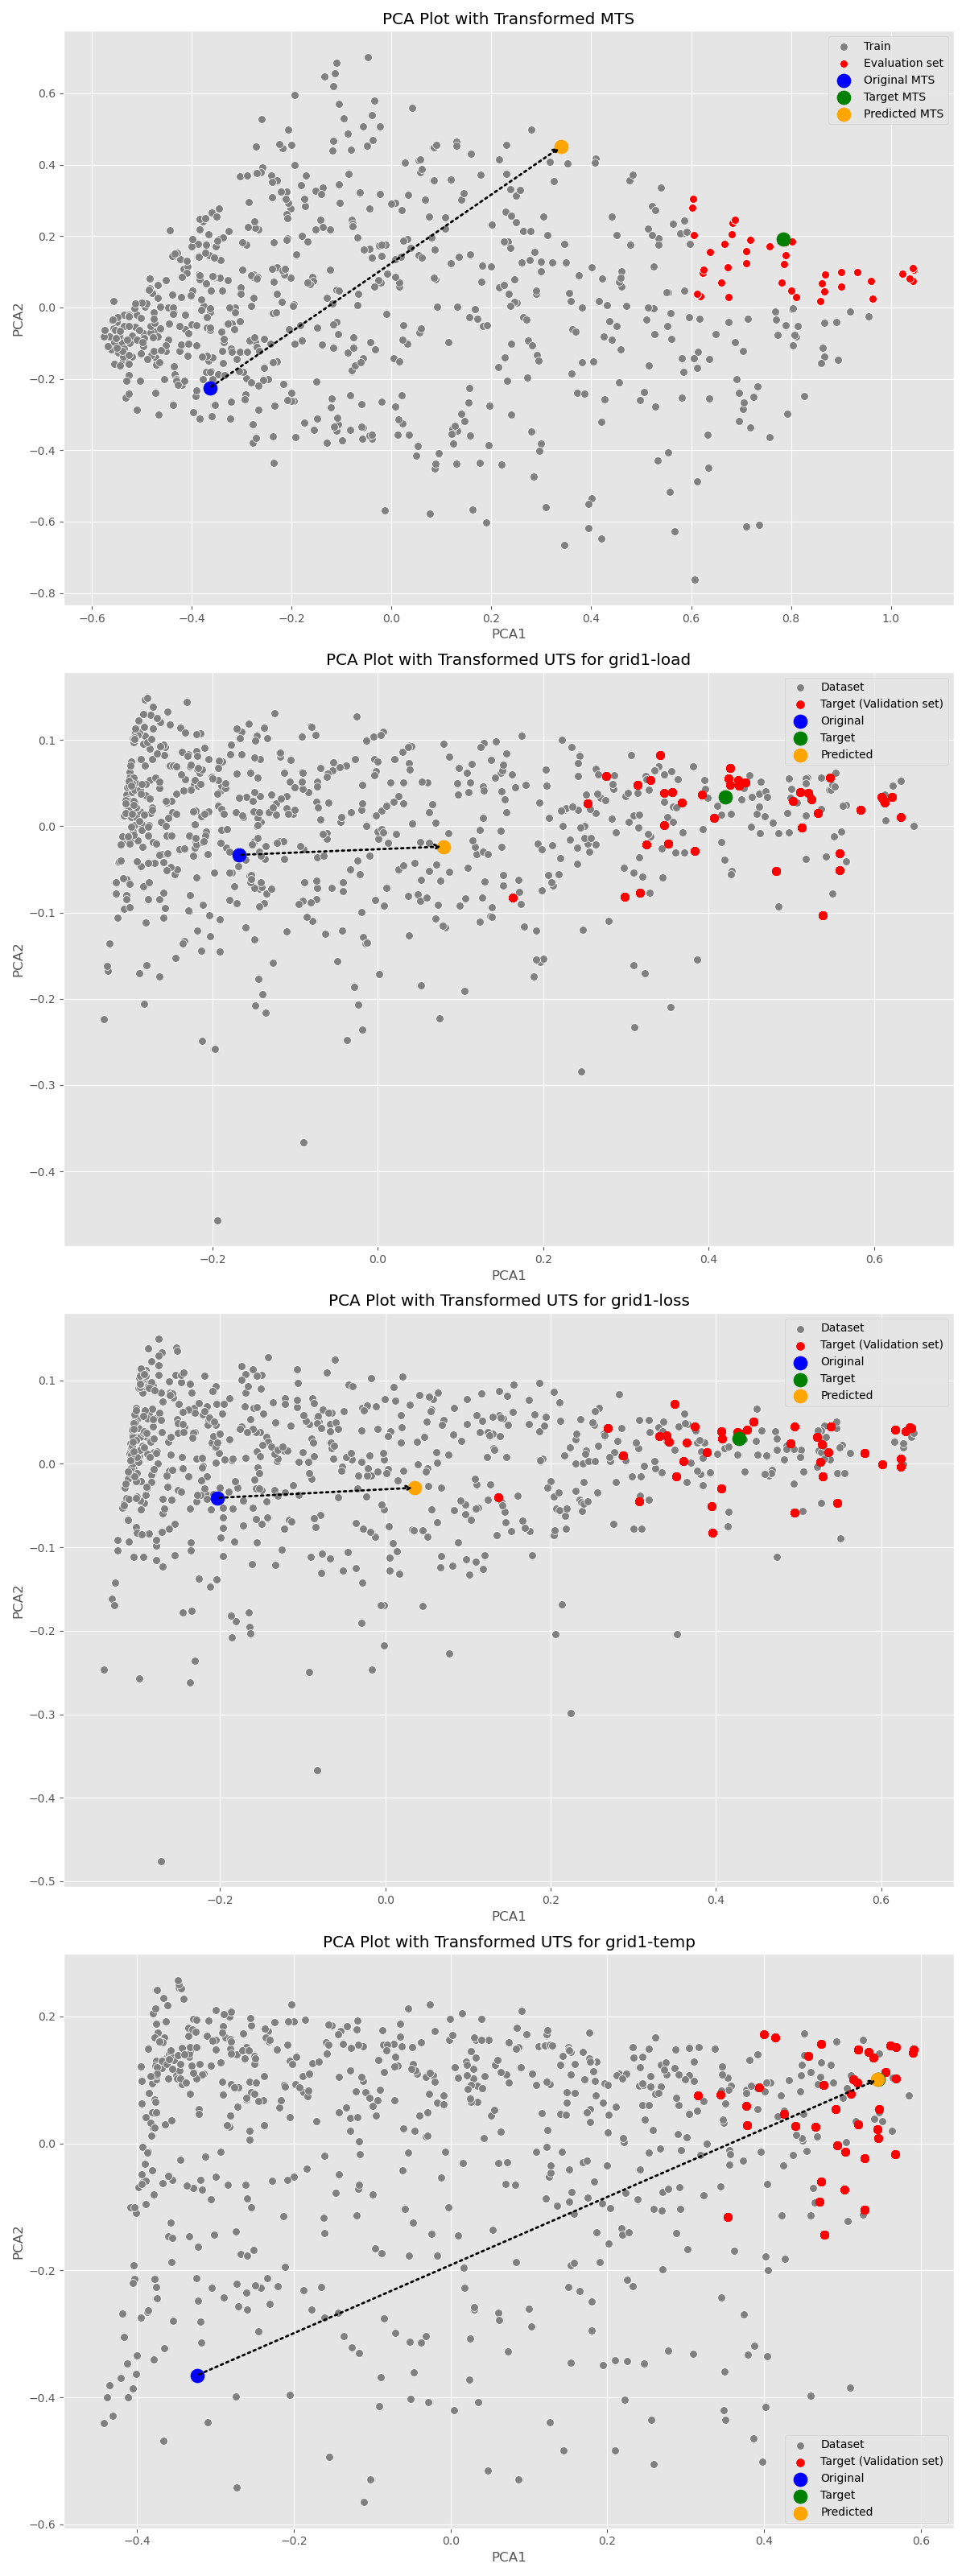 PCA Plot with Transformed MTS
Train
Evaluation set
Original MTS
Target MTS
Predicted MTS
0.6
0.4
0.2
0.0
−0.2
−0.4
−0.6
−0.8
PCA2
−0.6
−0.4
−0.2
0.0
0.2
0.4
0.6
0.8
1.0
PCA1
PCA Plot with Transformed UTS for grid1-load
Dataset
Target (Validation set)
Original
Target
Predicted
0.1
0.0
−0.1
−0.2
−0.3
−0.4
PCA2
−0.2
0.0
0.2
0.4
0.6
PCA1
PCA Plot with Transformed UTS for grid1-loss
Dataset
Target (Validation set)
Original
Target
Predicted
0.1
0.0
−0.1
−0.2
−0.3
−0.4
−0.5
PCA2
−0.2
0.0
0.2
0.4
0.6
PCA1
PCA Plot with Transformed UTS for grid1-temp
0.2
0.0
−0.2
−0.4
−0.6
PCA2
Dataset
Target (Validation set)
Original
Target
Predicted
−0.4
−0.2
0.0
0.2
0.4
0.6
PCA1